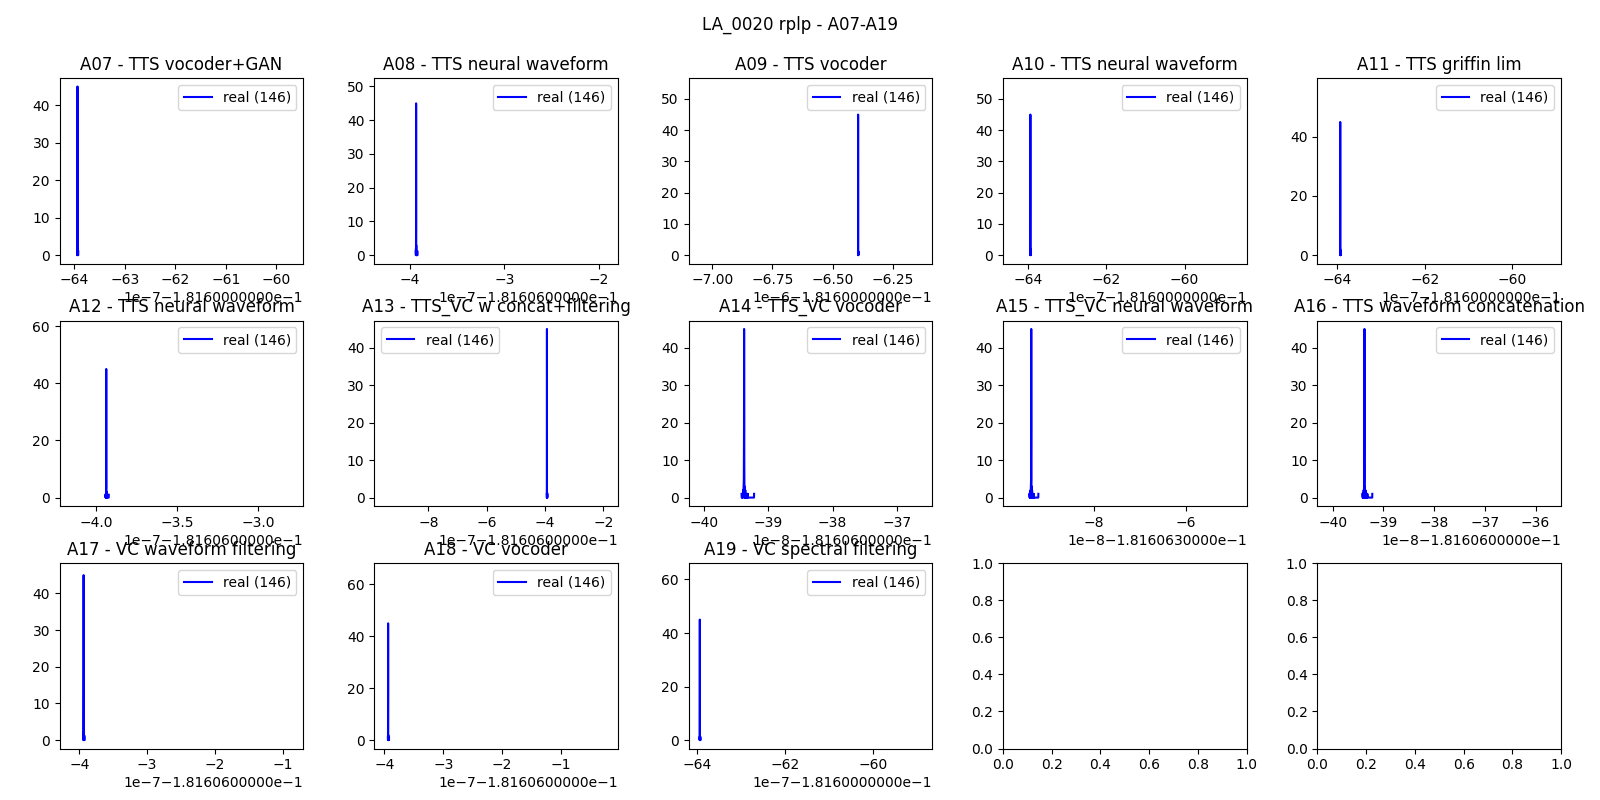 LA_0020 rplp - A07-A19
A07 - TTS vocoder+GAN
real (146)
0 10 20 30 40
−64 −63 −62 −61 −60
1e−7−1.8160000000e−1
A08 - TTS neural waveform
real (146)
0 10 20 30 40 50
−4 −3 −2
1e−7−1.8160600000e−1
A09 - TTS vocoder
real (146)
0 10 20 30 40 50
−7.00 −6.75 −6.50 −6.25
1e−6−1.8160000000e−1
A10 - TTS neural waveform
real (146)
0 10 20 30 40 50
−64 −62 −60
1e−7−1.8160000000e−1
A11 - TTS griffin lim
real (146)
0 20 40
−64 −62 −60
1e−7−1.8160000000e−1
A12 - TTS neural waveform
real (146)
0 20 40 60
−4.0 −3.5 −3.0
1e−7−1.8160600000e−1
A13 - TTS_VC w concat+filtering
real (146)
0 10 20 30 40
−8 −6 −4 −2
1e−7−1.8160600000e−1
A14 - TTS_VC vocoder
real (146)
0 10 20 30 40
−40 −39 −38 −37
1e−8−1.8160600000e−1
A15 - TTS_VC neural waveform
real (146)
0 10 20 30 40
−8 −6
1e−8−1.8160630000e−1
A16 - TTS waveform concatenation
real (146)
0 10 20 30 40
−40 −39 −38 −37 −36
1e−8−1.8160600000e−1
A17 - VC waveform filtering
real (146)
0 10 20 30 40
−4 −3 −2 −1
1e−7−1.8160600000e−1
A18 - VC vocoder
real (146)
0 20 40 60
−4 −3 −2 −1
1e−7−1.8160600000e−1
A19 - VC spectral filtering
real (146)
0 20 40 60
−64 −62 −60
1e−7−1.8160000000e−1
0.0 0.2 0.4 0.6 0.8 1.0
0.0 0.2 0.4 0.6 0.8 1.0
0.0 0.2 0.4 0.6 0.8 1.0
0.0 0.2 0.4 0.6 0.8 1.0